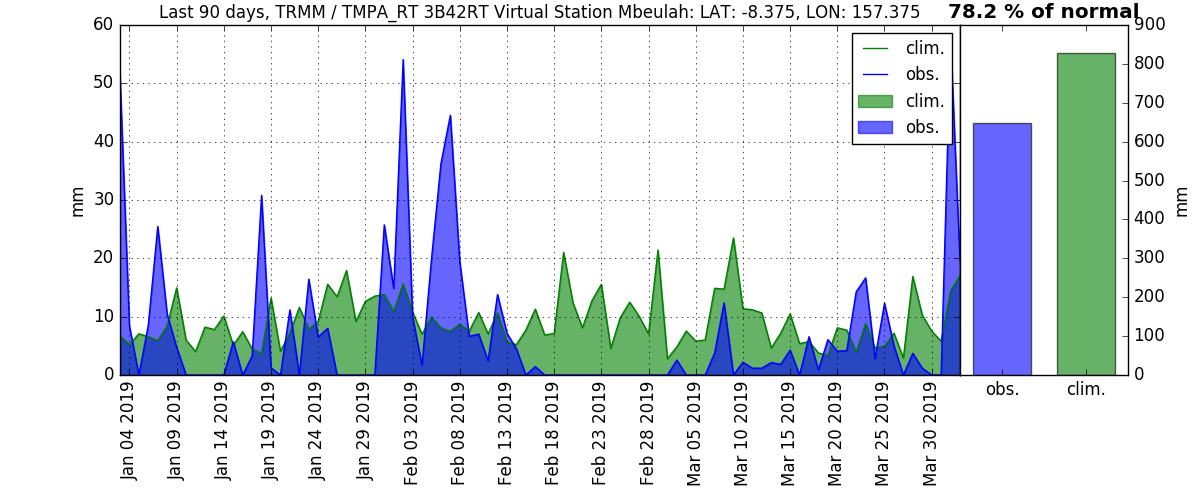 Last 90 days, TRMM / TMPA_RT 3B42RT Virtual Station Mbeulah: LAT: -8.375, LON: 157.375
78.2 % of normal
60
50
40
30
20
10
0
mm
clim.
obs.
clim.
obs.
900
800
700
600
500
400
300
200
100
0
mm
Jan 04 2019
Jan 09 2019
Jan 14 2019
Jan 19 2019
Jan 24 2019
Jan 29 2019
Feb 03 2019
Feb 08 2019
Feb 13 2019
Feb 18 2019
Feb 23 2019
Feb 28 2019
Mar 05 2019
Mar 10 2019
Mar 15 2019
Mar 20 2019
Mar 25 2019
Mar 30 2019
obs.
clim.